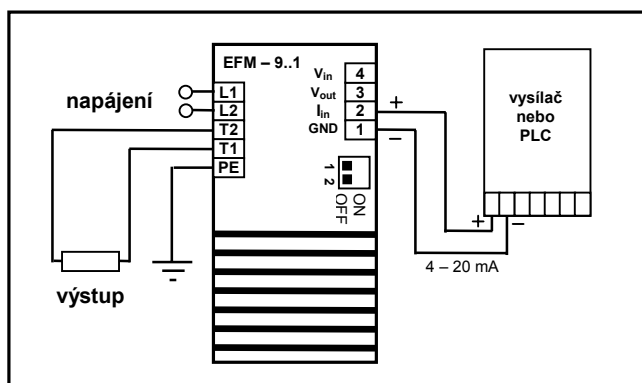 EFM – 9..1
napájení
L1
L2
T2
T1
PE
Vin 4
Vout 3
Iin 2
GND 1
+
–
1
2
ON
OFF
vysílač
nebo
PLC
+
–
4 – 20 mA
výstup